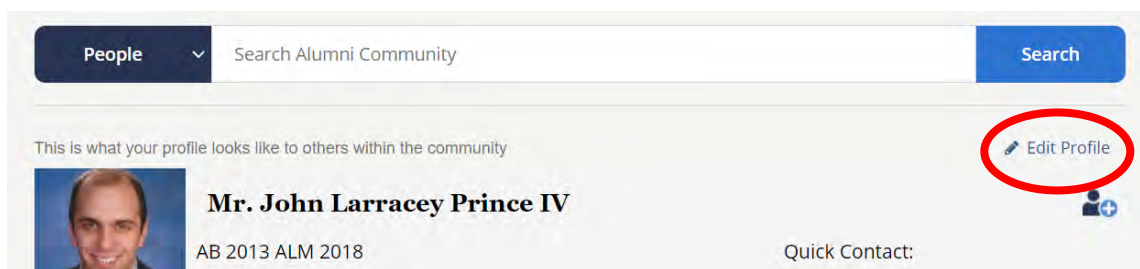 People Search Alumni Community Search
This is what your profile looks like to others within the community Edit Profile
Mr. John Larracey Prince IV
AB 2013 ALM 2018 Quick Contact: